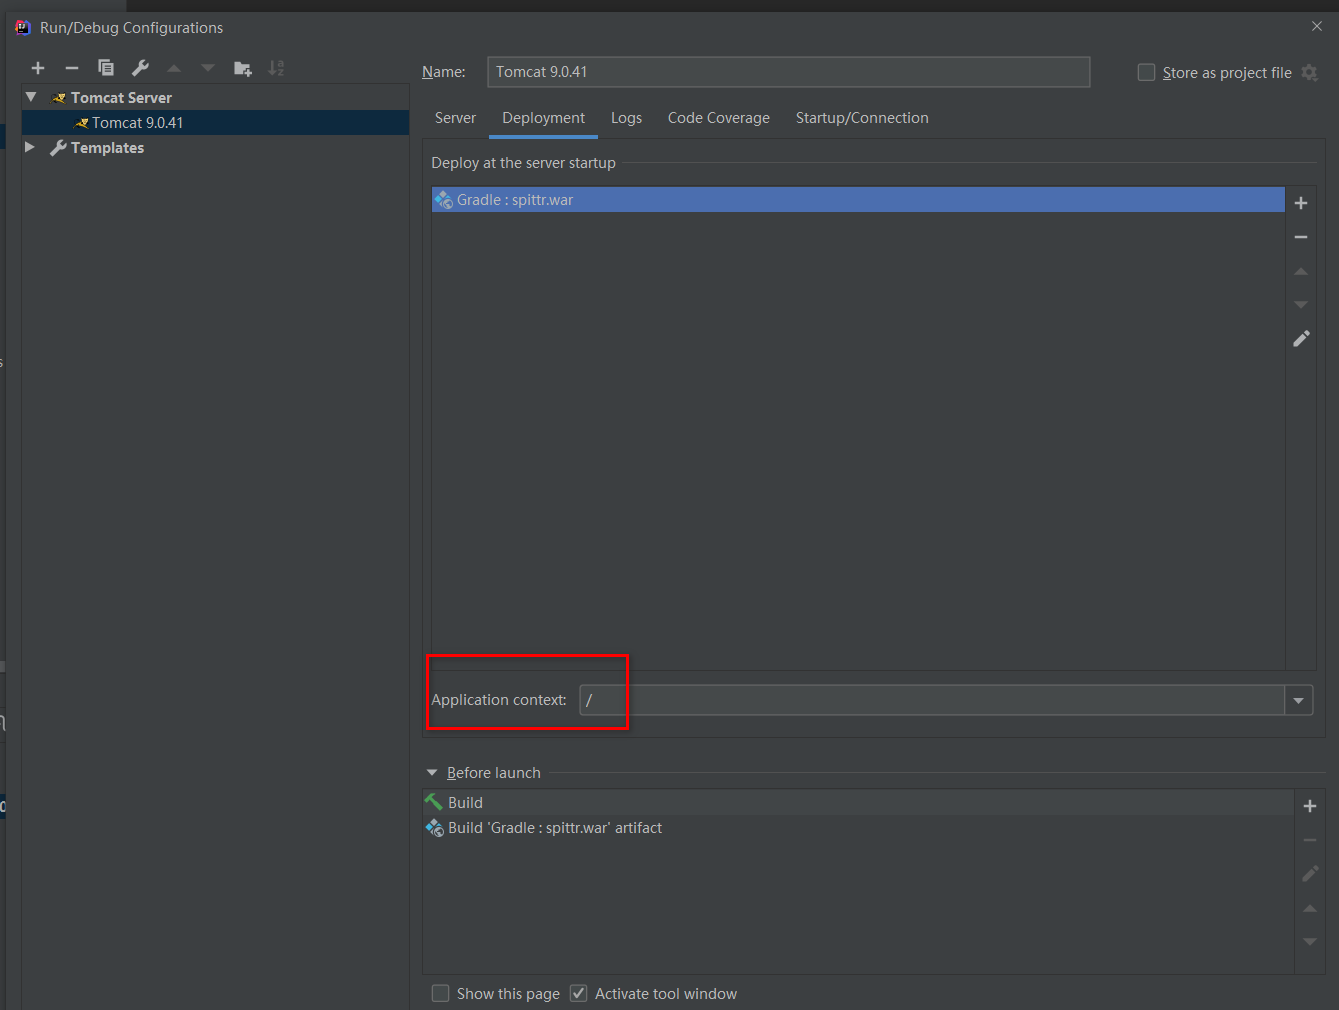 Run/Debug Configurations
Name: Tomcat 9.0.41
Store as project file
Tomcat Server
Tomcat 9.0.41
Templates
Server Deployment Logs Code Coverage Startup/Connection
Deploy at the server startup
Gradle : spittr.war
Application context: /
Before launch
Build
Build 'Gradle : spittr.war' artifact
Show this page Activate tool window